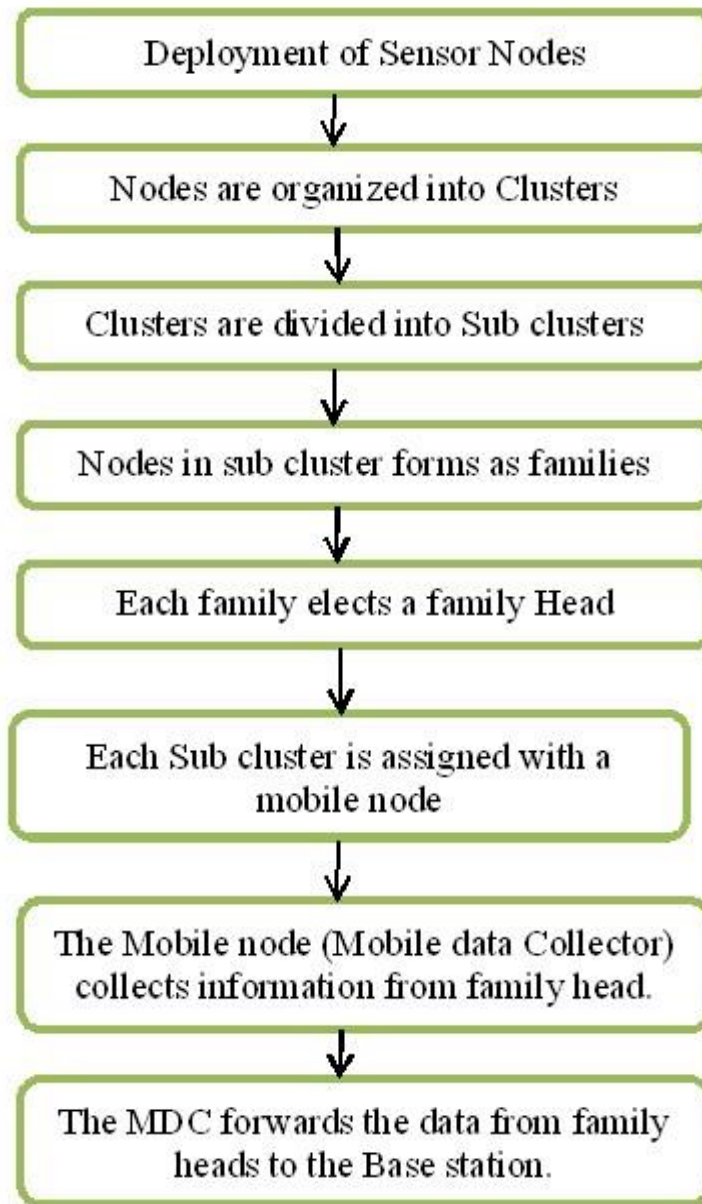 Deployment of Sensor Nodes
Nodes are organized into Clusters
Clusters are divided into Sub clusters
Nodes in sub cluster forms as families
Each family elects a family Head
Each Sub cluster is assigned with a
mobile node
The Mobile node (Mobile data Collector)
collects information from family head.
The MDC forwards the data from family
heads to the Base station.